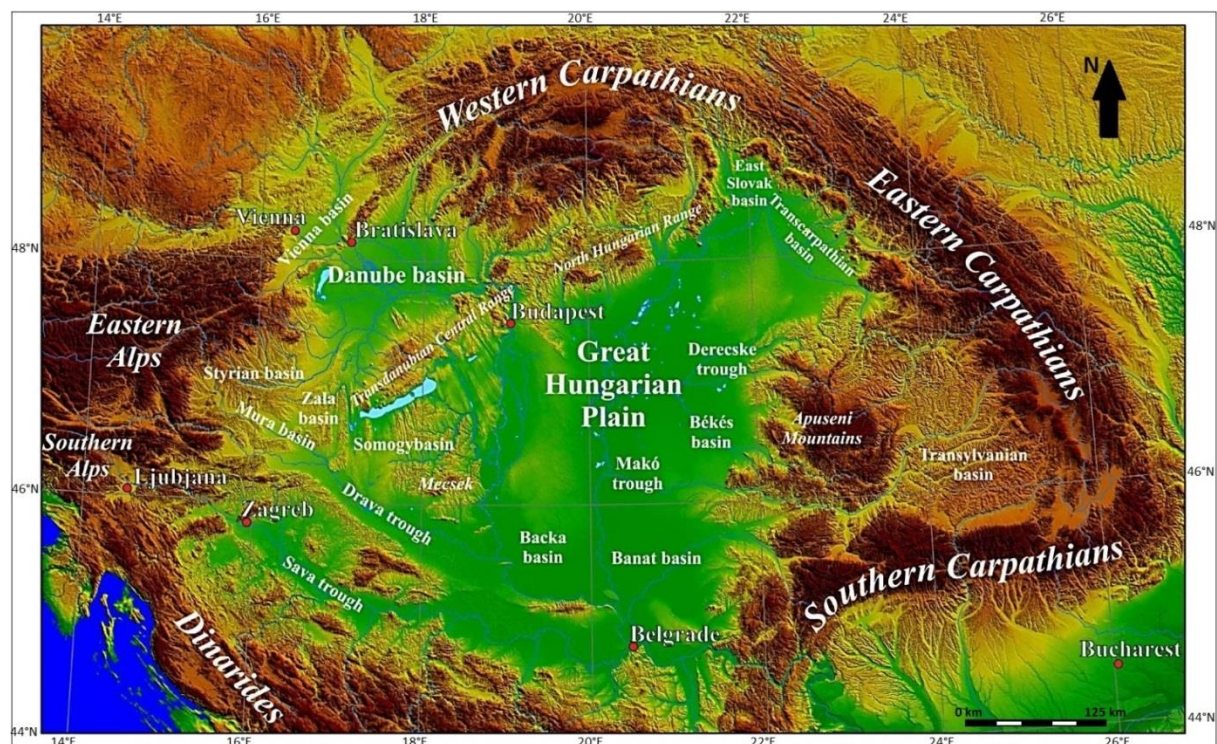 14°E 16°E 18°E 20°E 22°E 24°E 26°E
N
Western Carpathians
East
Slovak
basin
Eastern Carpathians
Transcarpathian
basin
Vienna
Vienna basin
Bratislava
North Hungarian Range
48°N
48°N
Danube basin
Budapest
Transdanubian Central Range
Eastern
Alps
Great
Hungarian
Plain
Derecske
trough
Styrian basin
Zala
basin
Mura basin
Somogybasin
Békés
basin
Apuseni
Mountains
Southern
Alps
Transylvanian
basin
Makó
trough
46°N
46°N
Ljubjana
Mecsek
Zagreb
Drava trough
Backa
basin
Banat basin
Sava trough
Southern Carpathians
Dinarides
Belgrade
Bucharest
0 km 125 km
44°N
44°N
14°E 16°E 18°E 20°E 22°E 24°E 26°E